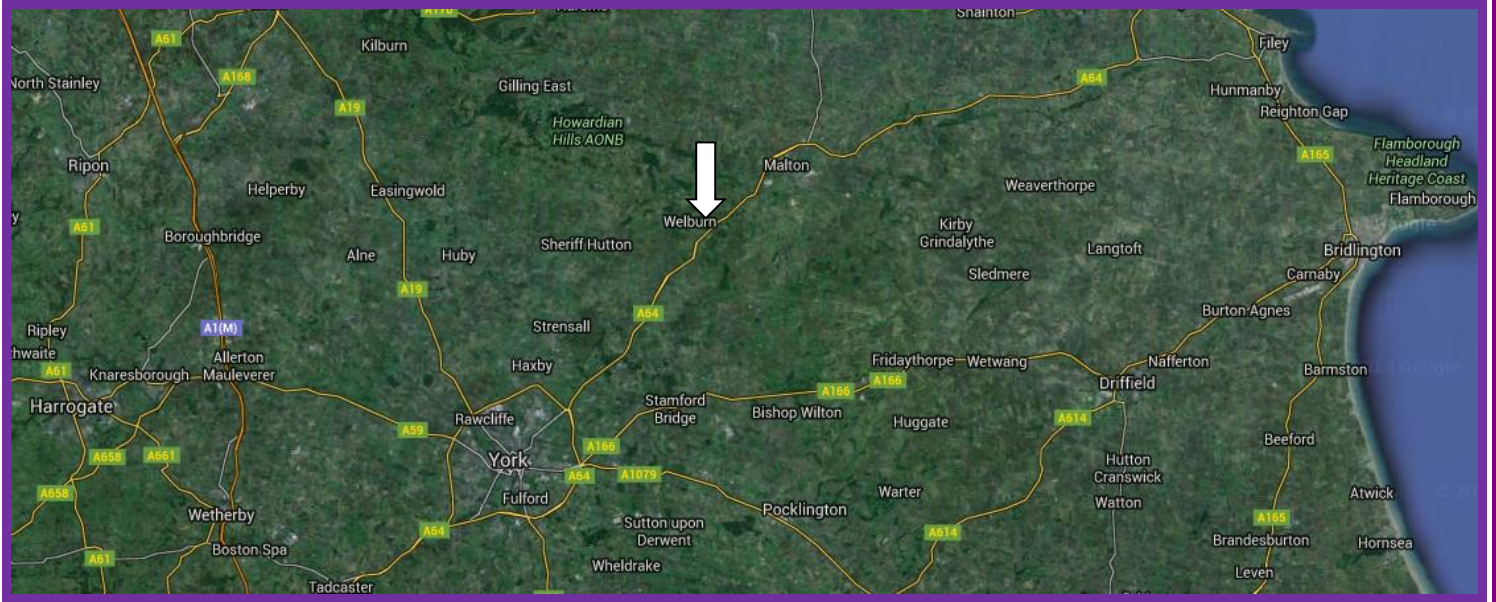 A170
Snainton
A61
Kilburn
Filey
North Stainley
A168
A64
Gilling East
Hunmanby
A19
Reighton Gap
Howardian
Hills AONB
Flamborough
Headland
Heritage Coast
A165
Ripon
Malton
Helperby
Easingwold
Weaverthorpe
Flamborough
Welburn
A61
Kirby
Grindalythe
Boroughbridge
Sheriff Hutton
Langtoft
Bridlington
Alne
Huby
Sledmere
Carnaby
A19
A64
Burton Agnes
A1(M)
Strensall
Ripley
thwaite
Allerton
Mauleverer
Fridaythorpe
Wetwang
Nafferton
Haxby
A61
Knaresborough
Barmston
A166
A166
Driffield
Harrogate
Stamford
Bridge
Bishop Wilton
Rawcliffe
A614
Huggate
A59
A166
Beeford
A658
A661
York
Hutton
Cranswick
A64
A1079
A658
Fulford
Warter
Atwick
Watton
Pocklington
Wetherby
A165
Sutton upon
Derwent
A64
A614
Brandesburton
Hornsea
Boston Spa
A61
Wheldrake
Leven
Tadcaster